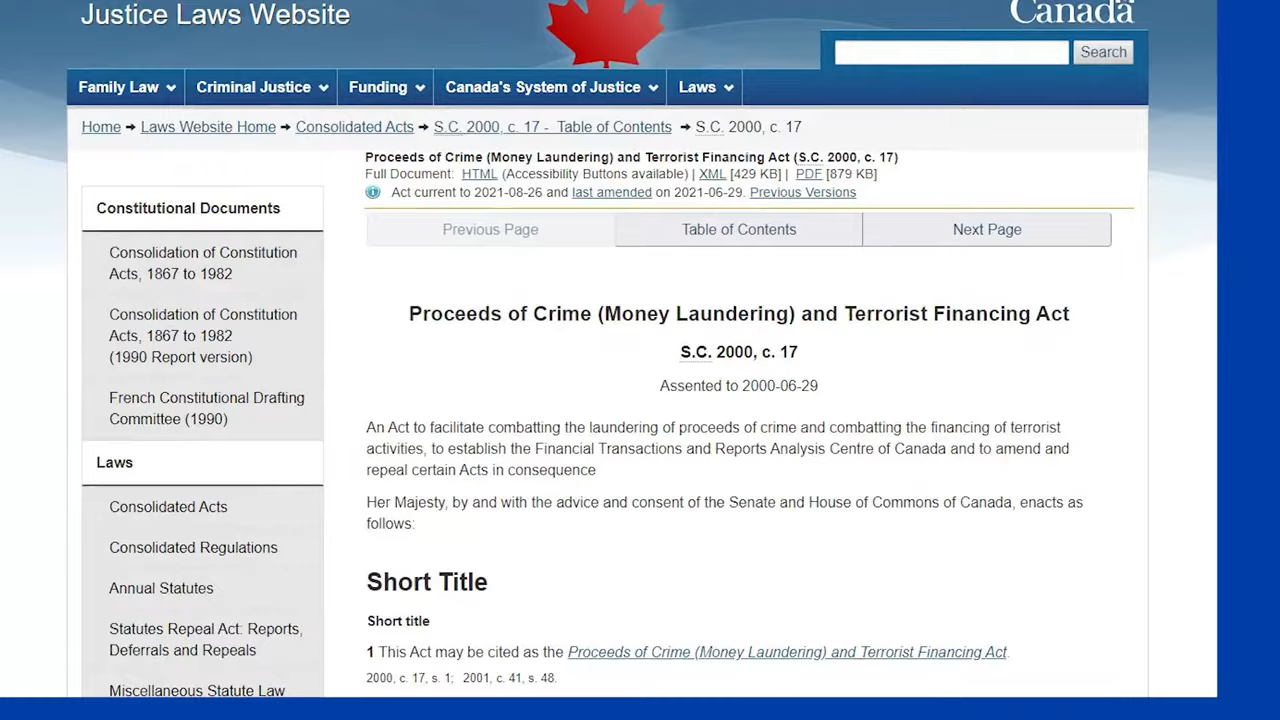 Justice Laws Website
Canada
Search
Family Law
Criminal Justice
Funding
Canada's System of Justice
Laws
Home ➔ Laws Website Home ➔ Consolidated Acts ➔ S.C. 2000, c. 17 - Table of Contents ➔ S.C. 2000, c. 17
Proceeds of Crime (Money Laundering) and Terrorist Financing Act (S.C. 2000, c. 17)
Full Document: HTML (Accessibility Buttons available) | XML [429 KB] | PDF [879 KB]
Act current to 2021-08-26 and last amended on 2021-06-29. Previous Versions
Previous Page
Table of Contents
Next Page
Constitutional Documents
Consolidation of Constitution
Acts, 1867 to 1982
Consolidation of Constitution
Acts, 1867 to 1982
(1990 Report version)
French Constitutional Drafting
Committee (1990)
Laws
Consolidated Acts
Consolidated Regulations
Annual Statutes
Statutes Repeal Act: Reports,
Deferrals and Repeals
Miscellaneous Statute Law
Proceeds of Crime (Money Laundering) and Terrorist Financing Act
S.C. 2000, c. 17
Assented to 2000-06-29
An Act to facilitate combatting the laundering of proceeds of crime and combatting the financing of terrorist
activities, to establish the Financial Transactions and Reports Analysis Centre of Canada and to amend and
repeal certain Acts in consequence
Her Majesty, by and with the advice and consent of the Senate and House of Commons of Canada, enacts as
follows:
Short Title
Short title
1 This Act may be cited as the Proceeds of Crime (Money Laundering) and Terrorist Financing Act.
2000, c. 17, s. 1; 2001, c. 41, s. 48.